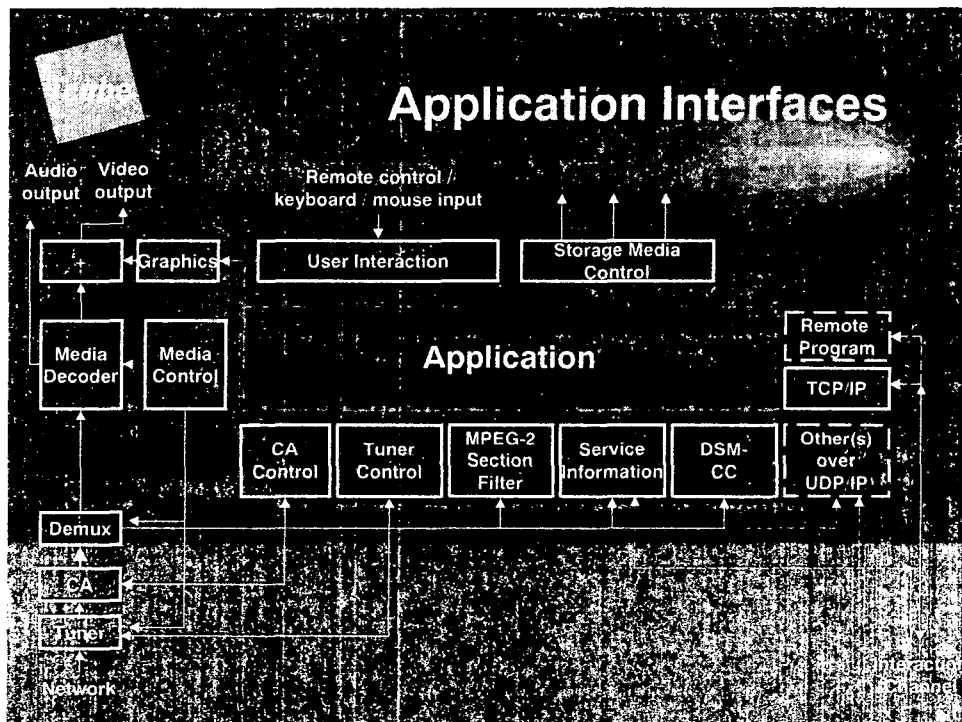 Application Interfaces
Audio output
Video output
Remote control / keyboard / mouse input
+
Graphics
User Interaction
Storage Media Control
Media Decoder
Media Control
Application
Remote Program
TCP/IP
CA Control
Tuner Control
MPEG-2 Section Filter
Service Information
DSM-CC
Other(s) over UDP/IP
Demux
CA
Tuner
Network
Interaction Channel